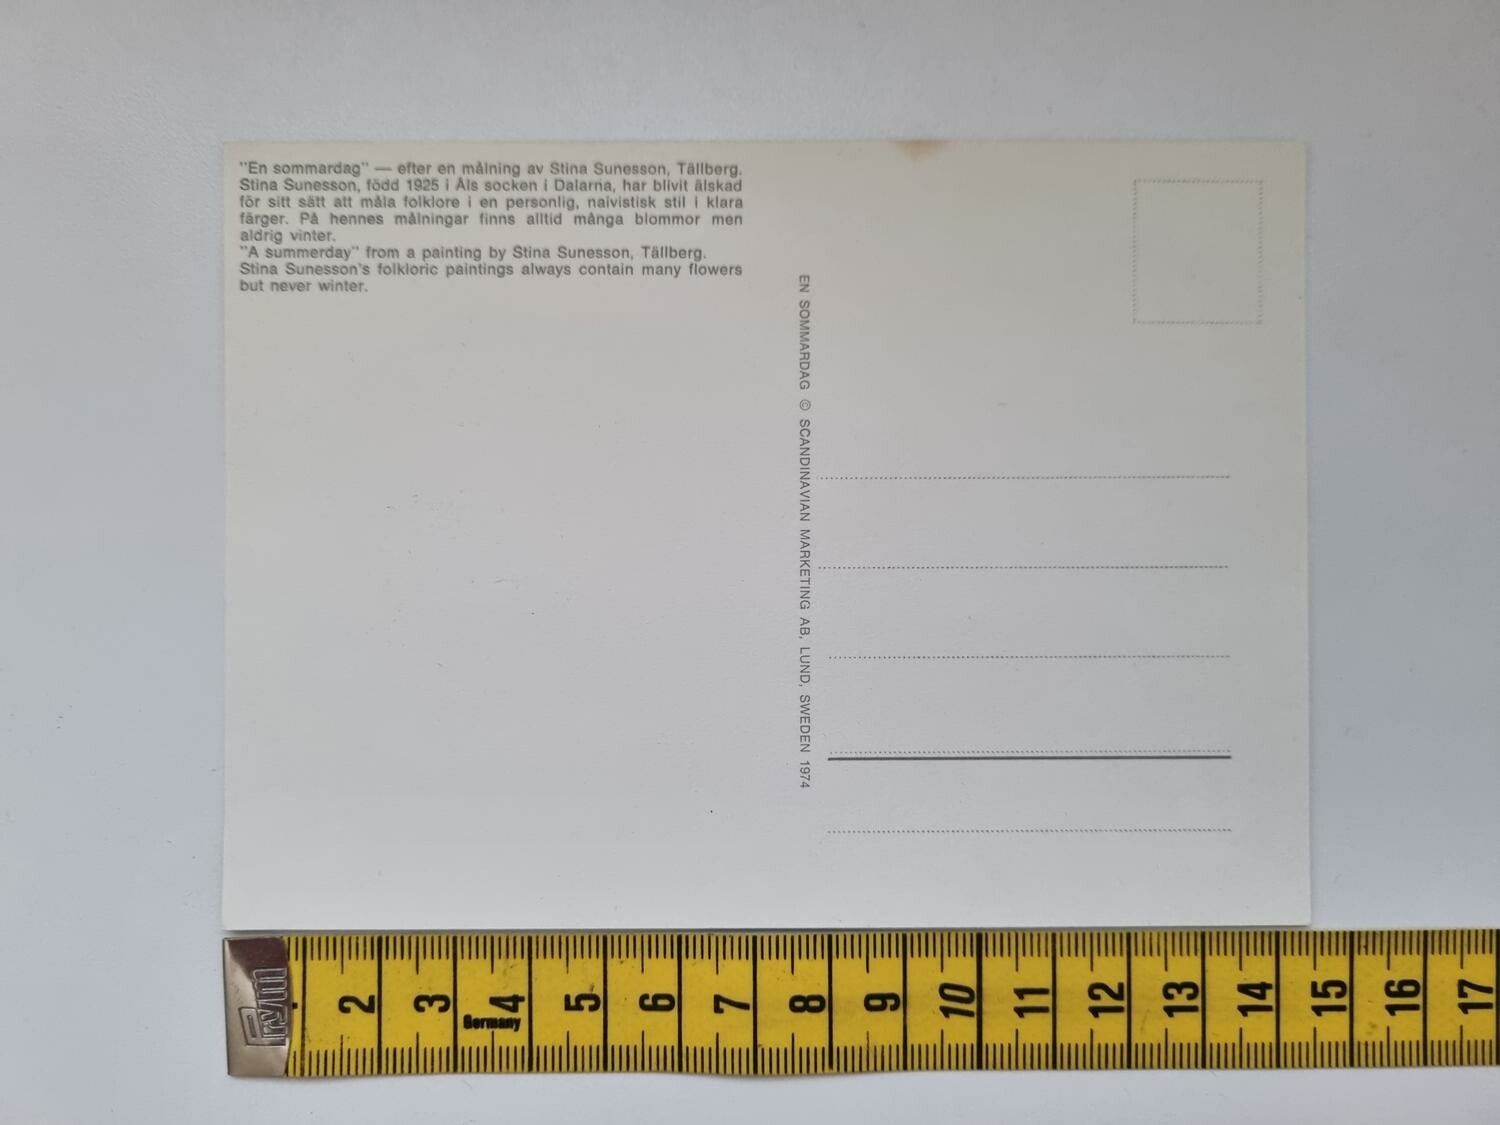 "En sommardag" — efter en målning av Stina Sunesson, Tällberg.
Stina Sunesson, född 1925 i Åls socken i Dalarna, har blivit älskad
för sitt sätt att måla folklore i en personlig, naivistisk stil i klara
färger. På hennes målningar finns alltid många blommor men
aldrig vinter.
"A summerday" from a painting by Stina Sunesson, Tällberg.
Stina Sunesson's folkloric paintings always contain many flowers
but never winter.
EN SOMMARDAG © SCANDINAVIAN MARKETING AB, LUND, SWEDEN 1974
Prym
2 3 4 5 6 7 8 9 10 11 12 13 14 15 16 17
Germany